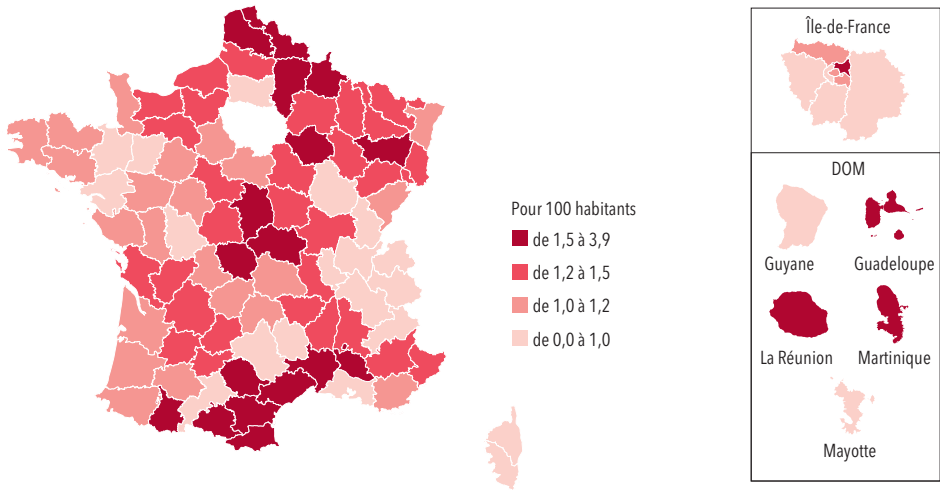 Île-de-France
DOM
Pour 100 habitants
de 1,5 à 3,9
de 1,2 à 1,5
de 1,0 à 1,2
de 0,0 à 1,0
Guyane
Guadeloupe
La Réunion
Martinique
Mayotte